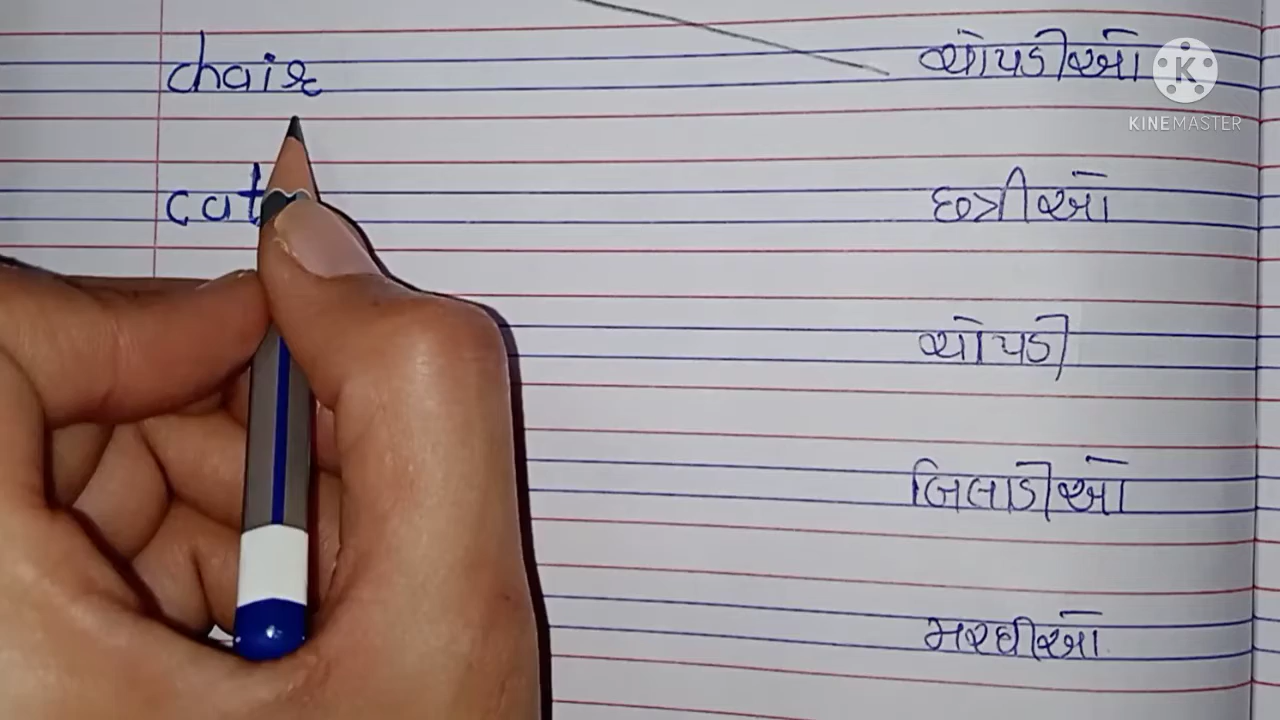 chair ચોપડીઓ
K
KINEMASTER
cat છત્રીઓ
ચોપડી
બિલાડીઓ
મરઘીઓ